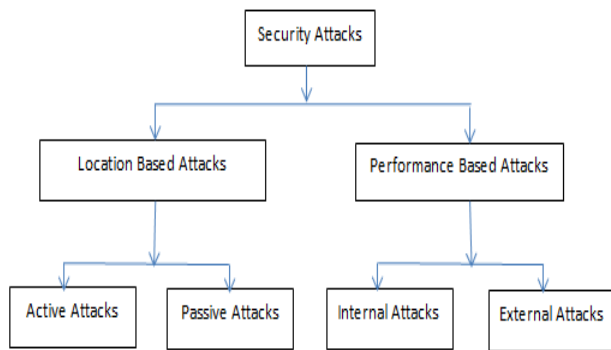 Security Attacks
Location Based Attacks
Performance Based Attacks
Active Attacks
Passive Attacks
Internal Attacks
External Attacks